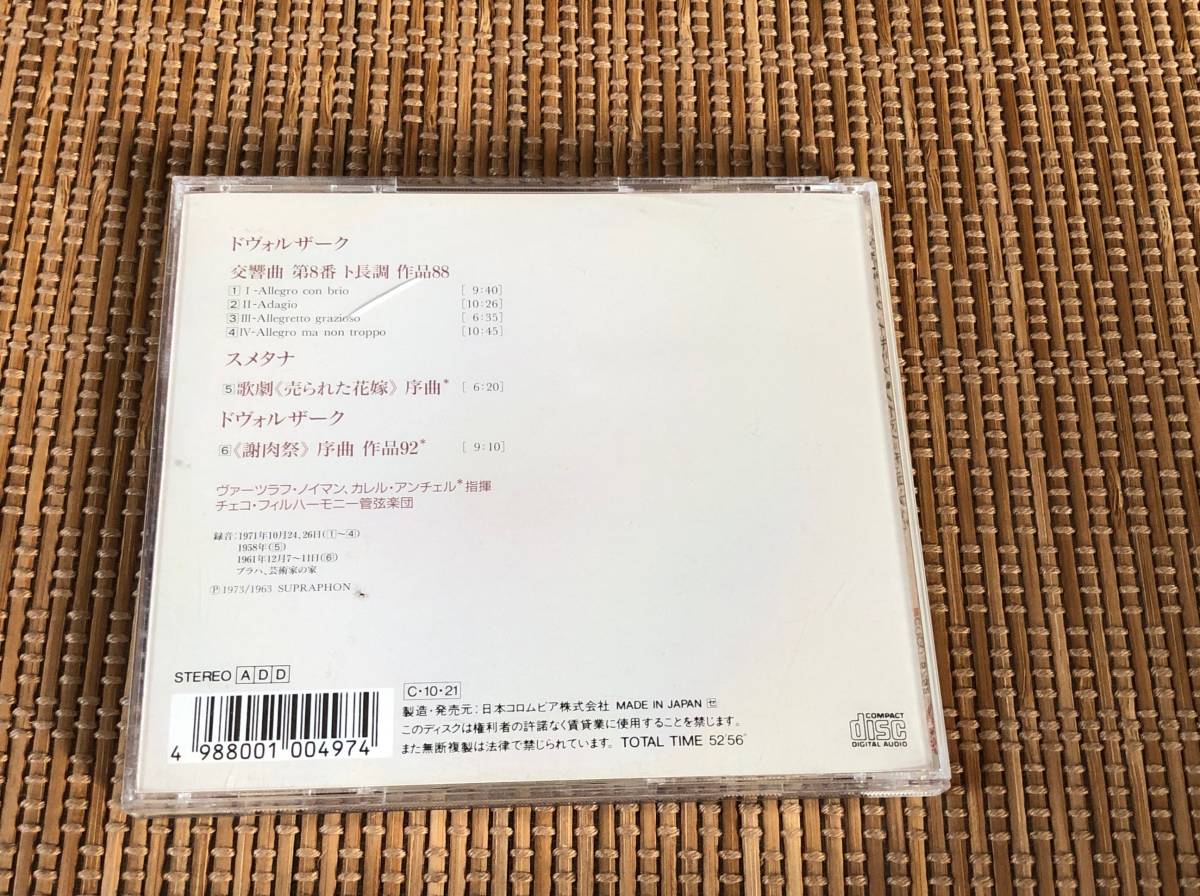 ドヴォルザーク
交響曲 第8番 ト長調 作品88
1 I-Allegro con brio [ 9:40]
2 II-Adagio [10:26]
3 III-Allegretto grazioso [ 6:35]
4 IV-Allegro ma non troppo [10:45]
スメタナ
5 歌劇《売られた花嫁》序曲* [ 6:20]
ドヴォルザーク
6 《謝肉祭》序曲 作品92* [ 9:10]
ヴァーツラフ・ノイマン、カレル・アンチェル*指揮
チェコ・フィルハーモニー管弦楽団
録音:1971年10月24, 26日(①〜④)
1958年(⑤)
1961年12月7〜11日(⑥)
プラハ、芸術家の家
Ⓟ1973/1963 SUPRAPHON
STEREO A D D
4 988001 004974
C・10・21
製造・発売元:日本コロムビア株式会社 MADE IN JAPAN セ
このディスクは権利者の許諾なく賃貸業に使用することを禁じます。
また無断複製は法律で禁じられています。 TOTAL TIME 52'56"
COMPACT
disc
DIGITAL AUDIO